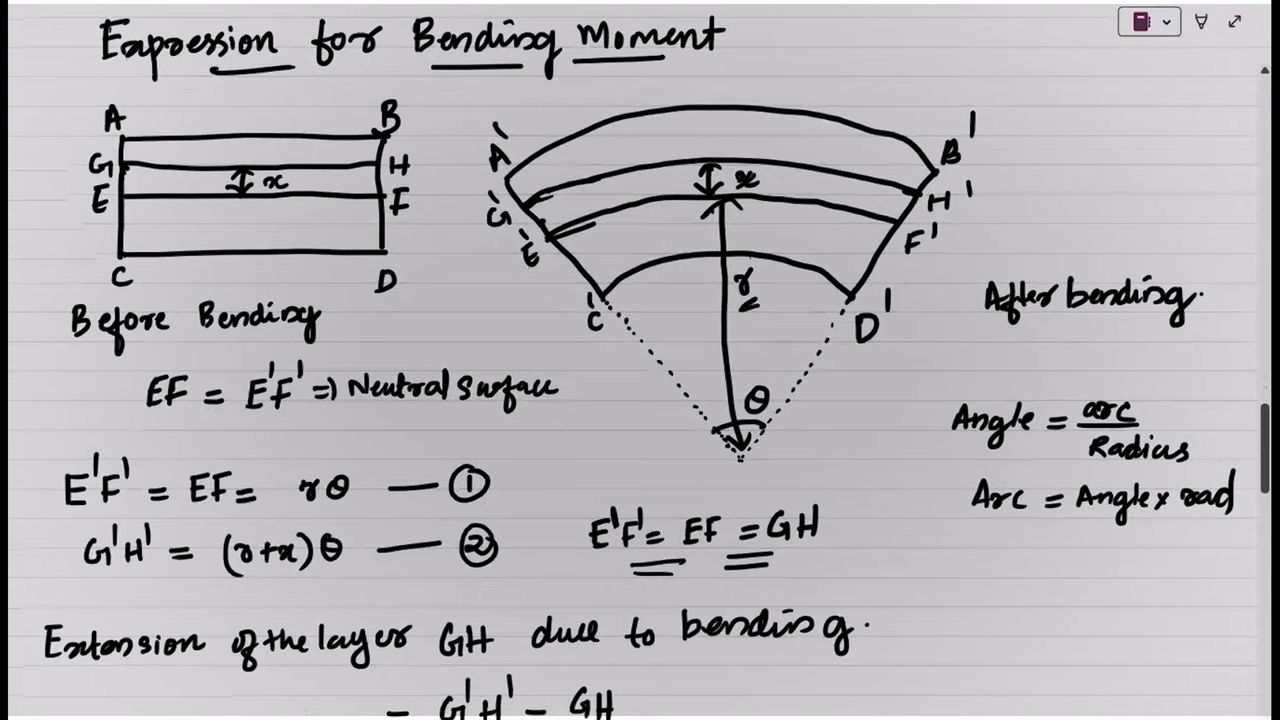 Expression for Bending Moment
A B
G H
x
E F
C D
Before Bending
A' B'
G' x H'
E' F'
r
C' D'
θ
After bending.
EF = E'F' => Neutral Surface
Angle = arc
Radius
Arc = Angle x rad
E'F' = EF = rθ — 1
G'H' = (r+x)θ — 2
E'F' = EF = GH
Extension of the layer GH due to bending.
= G'H' - GH